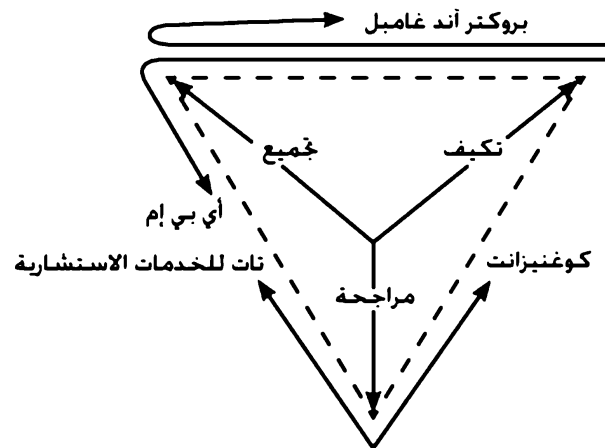 بروكتر آند غامبل
تجميع
تكيف
أي بي إم
تات للخدمات الاستشارية
كوغنيزانت
مراجحة